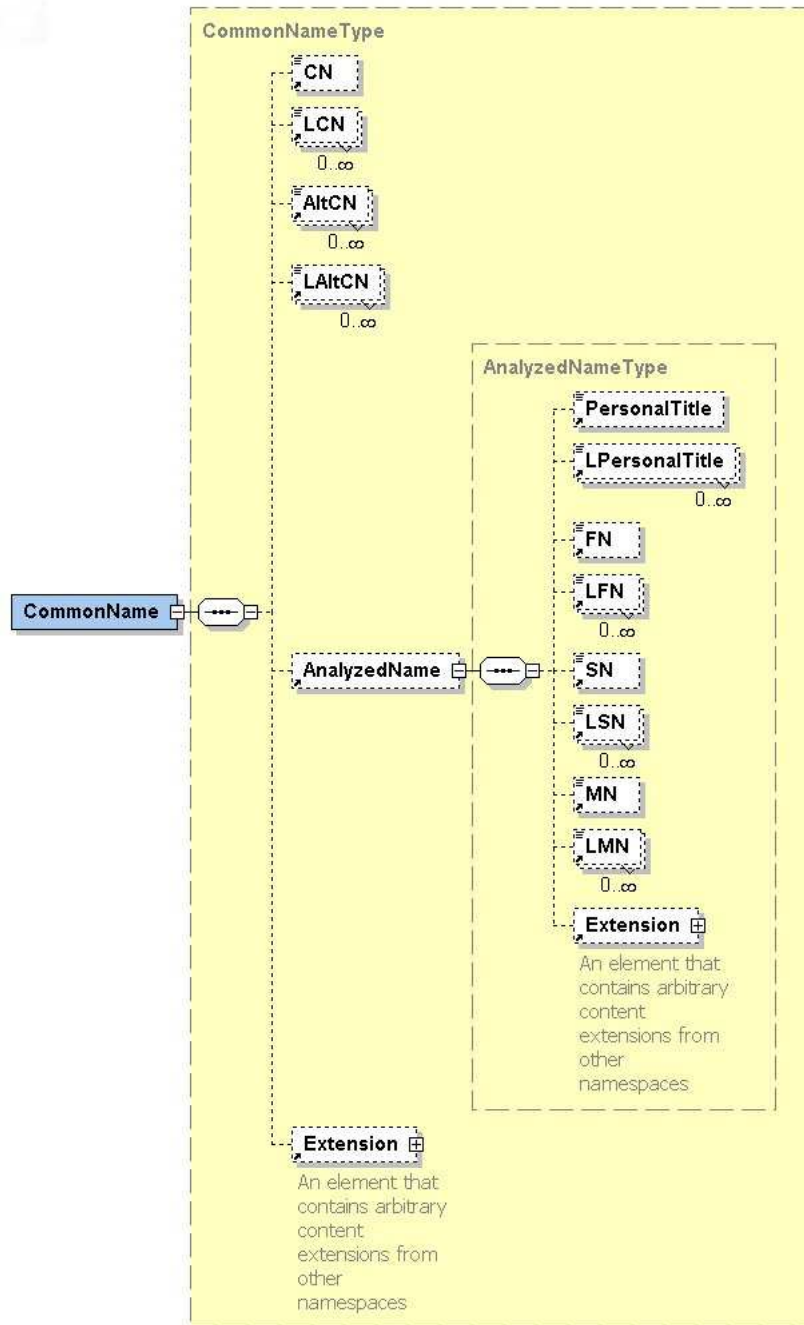 CommonNameType
CN
LCN
0..∞
AltCN
0..∞
LAltCN
0..∞
AnalyzedNameType
PersonalTitle
LPersonalTitle
0..∞
FN
LFN
0..∞
CommonName
AnalyzedName
SN
LSN
0..∞
MN
LMN
0..∞
Extension
An element that
contains arbitrary
content
extensions from
other
namespaces
Extension
An element that
contains arbitrary
content
extensions from
other
namespaces